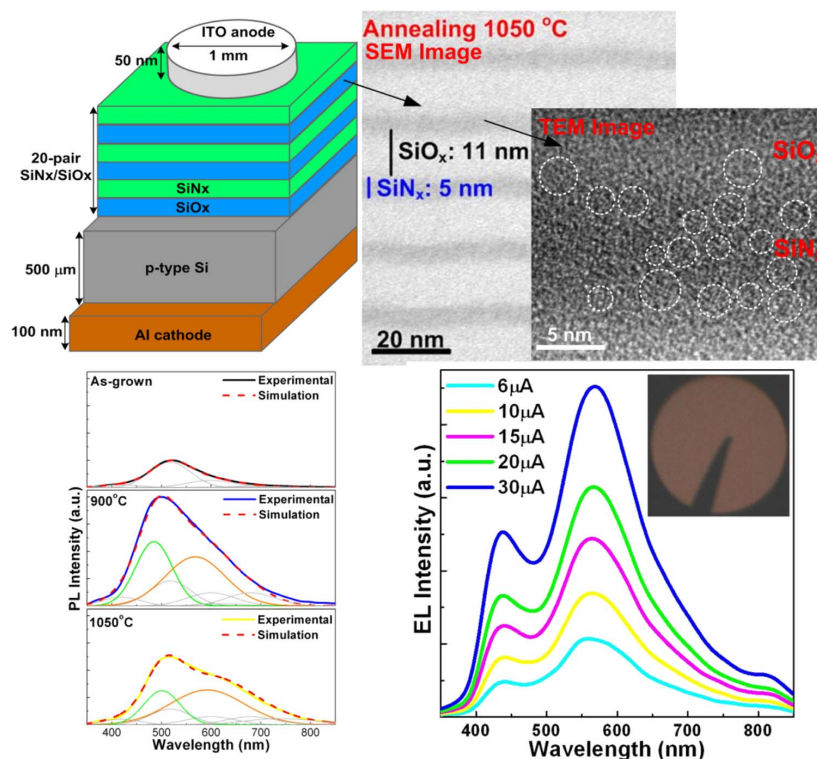 ITO anode
1 mm
50 nm
20-pair
SiNx/SiOx
SiNx
SiOx
500 μm
p-type Si
100 nm
Al cathode
Annealing 1050 °C
SEM Image
SiOₓ: 11 nm
SiNₓ: 5 nm
20 nm
TEM Image
SiO
SiN
5 nm
As-grown
Experimental
Simulation
900°C
Experimental
Simulation
1050°C
Experimental
Simulation
PL Intensity (a.u.)
400 500 600 700 800
Wavelength (nm)
6μA
10μA
15μA
20μA
30μA
EL Intensity (a.u.)
400 500 600 700 800
Wavelength (nm)